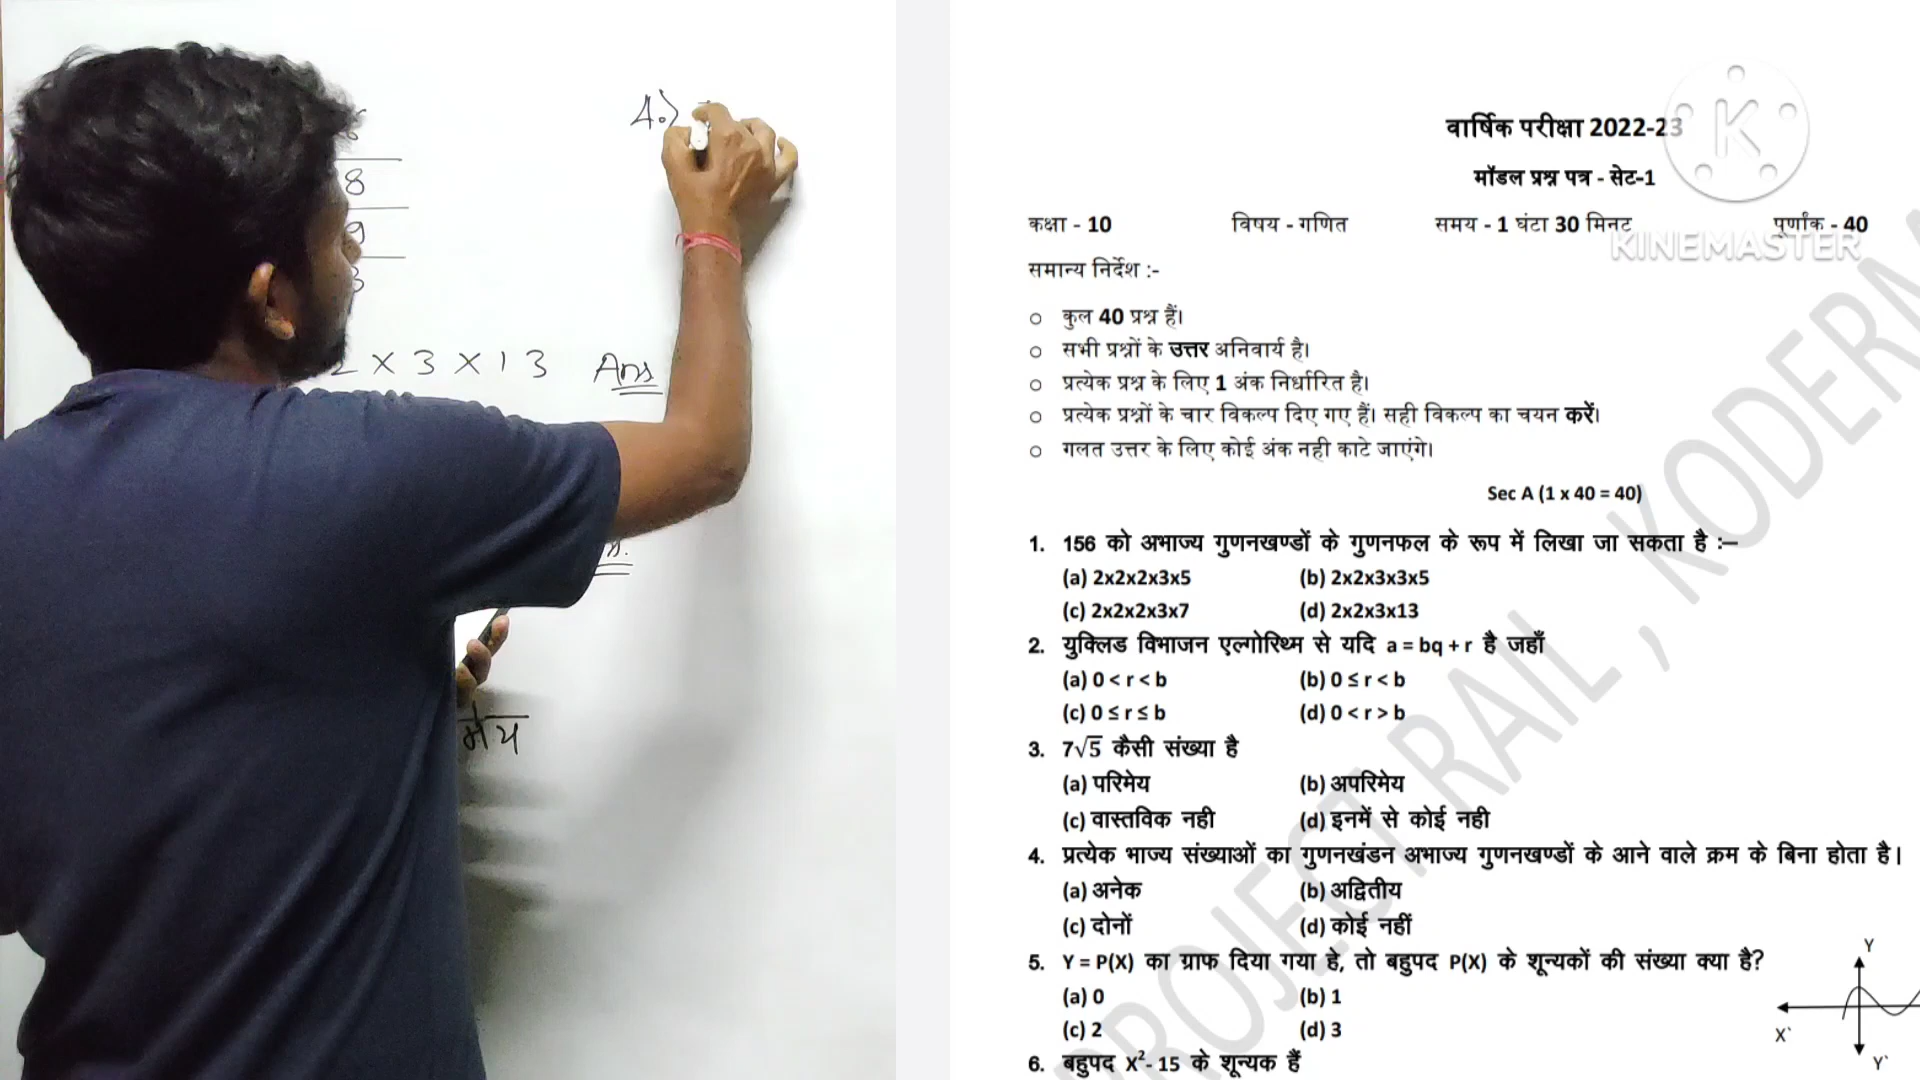 4.)
8
9
3
2 x 3 x 13 Ans
मेय
K
KINEMASTER
वार्षिक परीक्षा 2022-23
मॉडल प्रश्न पत्र - सेट-1
कक्षा - 10 विषय - गणित समय - 1 घंटा 30 मिनट पूर्णांक - 40
समान्य निर्देश :-
o कुल 40 प्रश्न हैं।
o सभी प्रश्नों के उत्तर अनिवार्य है।
o प्रत्येक प्रश्न के लिए 1 अंक निर्धारित है।
o प्रत्येक प्रश्नों के चार विकल्प दिए गए हैं। सही विकल्प का चयन करें।
o गलत उत्तर के लिए कोई अंक नही काटे जाएंगे।
Sec A (1 x 40 = 40)
1. 156 को अभाज्य गुणनखण्डों के गुणनफल के रूप में लिखा जा सकता है :–
(a) 2x2x2x3x5 (b) 2x2x3x3x5
(c) 2x2x2x3x7 (d) 2x2x3x13
2. युक्लिड विभाजन एल्गोरिथ्म से यदि a = bq + r है जहाँ
(a) 0 < r < b (b) 0 ≤ r < b
(c) 0 ≤ r ≤ b (d) 0 < r > b
3. 7√5 कैसी संख्या है
(a) परिमेय (b) अपरिमेय
(c) वास्तविक नही (d) इनमें से कोई नही
4. प्रत्येक भाज्य संख्याओं का गुणनखंडन अभाज्य गुणनखण्डों के आने वाले क्रम के बिना होता है।
(a) अनेक (b) अद्वितीय
(c) दोनों (d) कोई नहीं
5. Y = P(X) का ग्राफ दिया गया हे, तो बहुपद P(X) के शून्यकों की संख्या क्या है?
(a) 0 (b) 1
(c) 2 (d) 3
Y
X`
Y`
6. बहुपद X²- 15 के शून्यक हैं
PROJECT RAIL , KODERMA